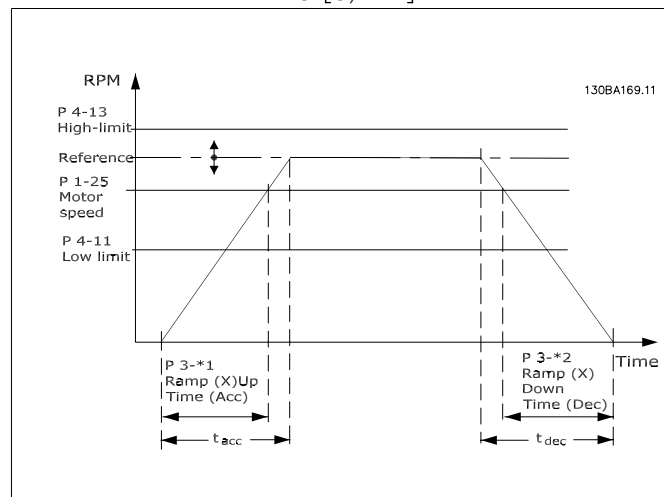 RPM
130BA169.11
P 4-13
High-limit
Reference
P 1-25
Motor
speed
P 4-11
Low limit
P 3-*1
Ramp (X)Up
Time (Acc)
P 3-*2
Ramp (X)
Down
Time (Dec)
Time
tacc
tdec